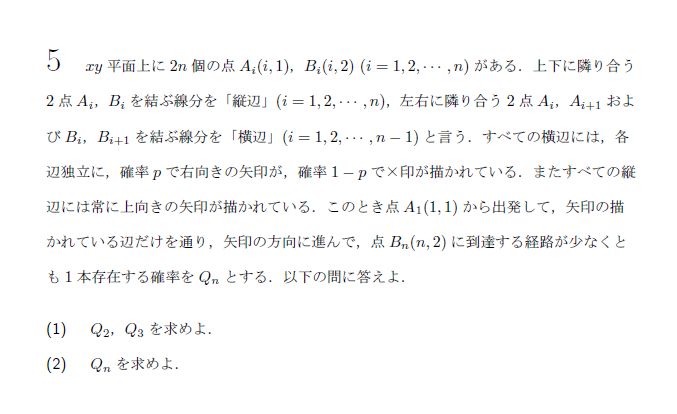 5 xy 平面上に 2n 個の点 A_i(i, 1)，B_i(i, 2) (i = 1, 2, ⋯ , n) がある．上下に隣り合う
2 点 A_i，B_i を結ぶ線分を「縦辺」(i = 1, 2, ⋯ , n)，左右に隣り合う 2 点 A_i，A_{i+1} およ
び B_i，B_{i+1} を結ぶ線分を「横辺」(i = 1, 2, ⋯ , n − 1) と言う．すべての横辺には，各
辺独立に，確率 p で右向きの矢印が，確率 1 − p で×印が描かれている．またすべての縦
辺には常に上向きの矢印が描かれている．このとき点 A_1(1, 1) から出発して，矢印の描
かれている辺だけを通り，矢印の方向に進んで，点 B_n(n, 2) に到達する経路が少なくと
も 1 本存在する確率を Q_n とする．以下の問に答えよ．
(1) Q_2，Q_3 を求めよ．
(2) Q_n を求めよ．